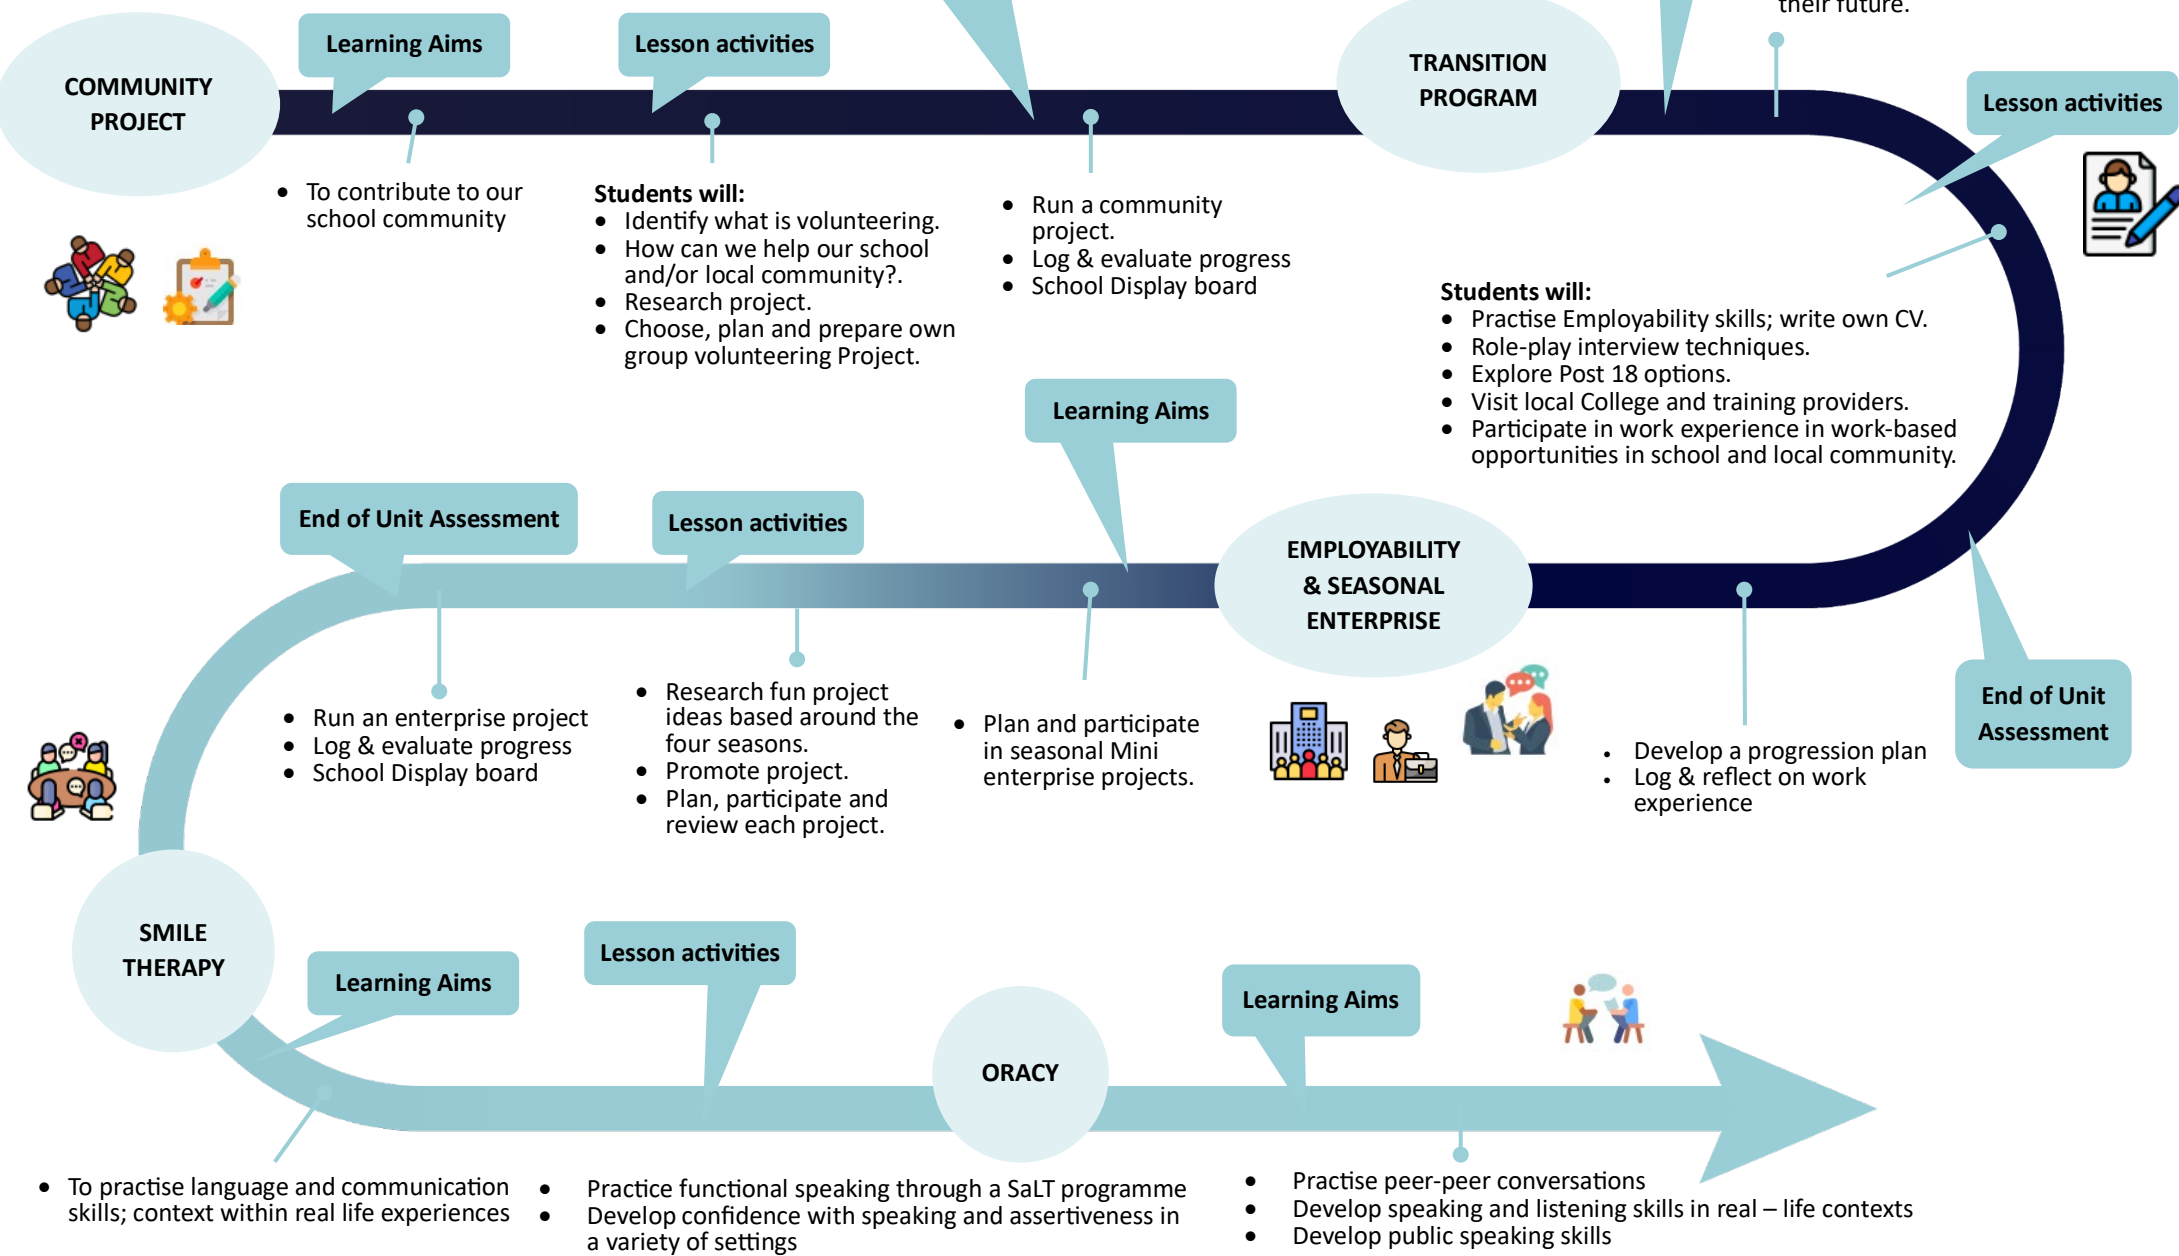 their future.
Learning Aims
Lesson activities
COMMUNITY
PROJECT
TRANSITION
PROGRAM
Lesson activities
• To contribute to our
school community
Students will:
• Identify what is volunteering.
• How can we help our school
and/or local community?.
• Research project.
• Choose, plan and prepare own
group volunteering Project.
• Run a community
project.
• Log & evaluate progress
• School Display board
Students will:
• Practise Employability skills; write own CV.
• Role-play interview techniques.
• Explore Post 18 options.
• Visit local College and training providers.
• Participate in work experience in work-based
opportunities in school and local community.
Learning Aims
End of Unit Assessment
Lesson activities
EMPLOYABILITY
& SEASONAL
ENTERPRISE
• Run an enterprise project
• Log & evaluate progress
• School Display board
• Research fun project
ideas based around the
four seasons.
• Promote project.
• Plan, participate and
review each project.
• Plan and participate
in seasonal Mini
enterprise projects.
• Develop a progression plan
• Log & reflect on work
experience
End of Unit
Assessment
SMILE
THERAPY
Learning Aims
Lesson activities
ORACY
Learning Aims
• To practise language and communication
skills; context within real life experiences
• Practice functional speaking through a SaLT programme
• Develop confidence with speaking and assertiveness in
a variety of settings
• Practise peer-peer conversations
• Develop speaking and listening skills in real – life contexts
• Develop public speaking skills